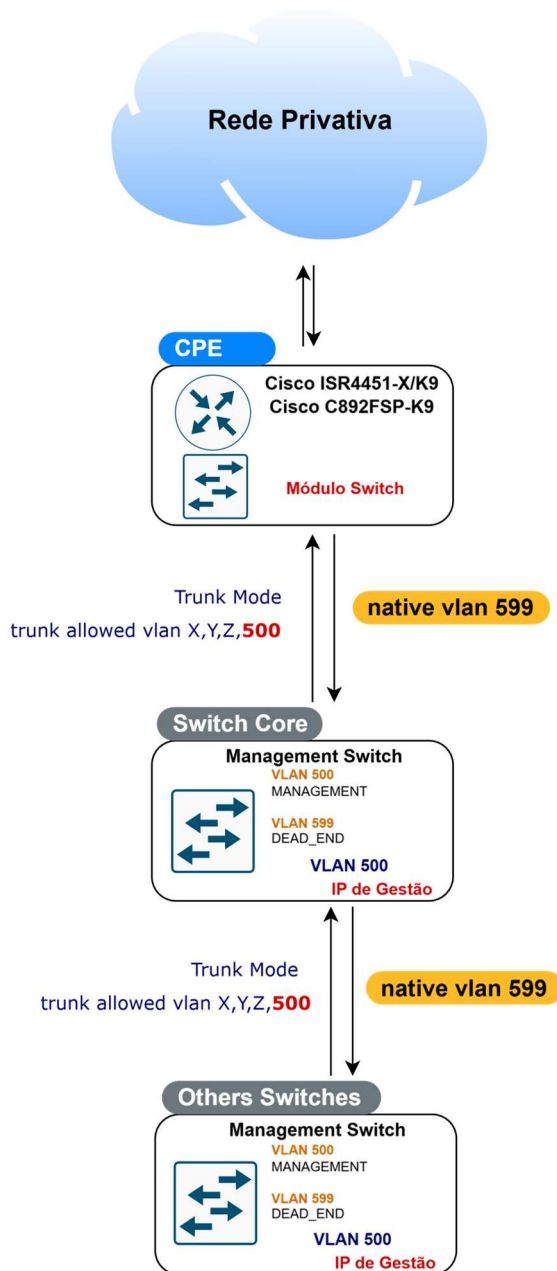 Rede Privativa
CPE
Cisco ISR4451-X/K9
Cisco C892FSP-K9
Módulo Switch
Trunk Mode
trunk allowed vlan X,Y,Z,500
native vlan 599
Switch Core
Management Switch
VLAN 500
MANAGEMENT
VLAN 599
DEAD_END
VLAN 500
IP de Gestão
Trunk Mode
trunk allowed vlan X,Y,Z,500
native vlan 599
Others Switches
Management Switch
VLAN 500
MANAGEMENT
VLAN 599
DEAD_END
VLAN 500
IP de Gestão